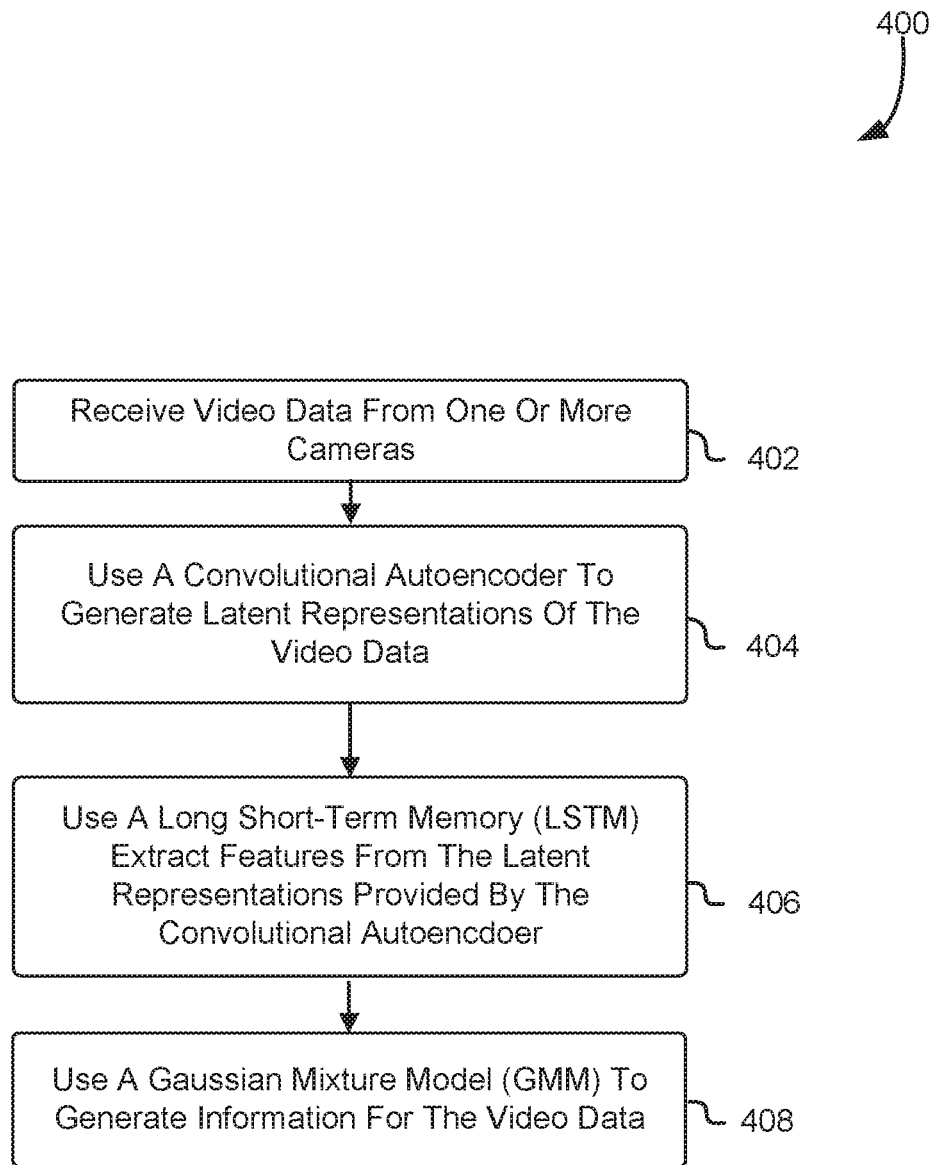 400
Receive Video Data From One Or More
Cameras
402
Use A Convolutional Autoencoder To
Generate Latent Representations Of The
Video Data
404
Use A Long Short-Term Memory (LSTM)
Extract Features From The Latent
Representations Provided By The
Convolutional Autoencdoer
406
Use A Gaussian Mixture Model (GMM) To
Generate Information For The Video Data
408